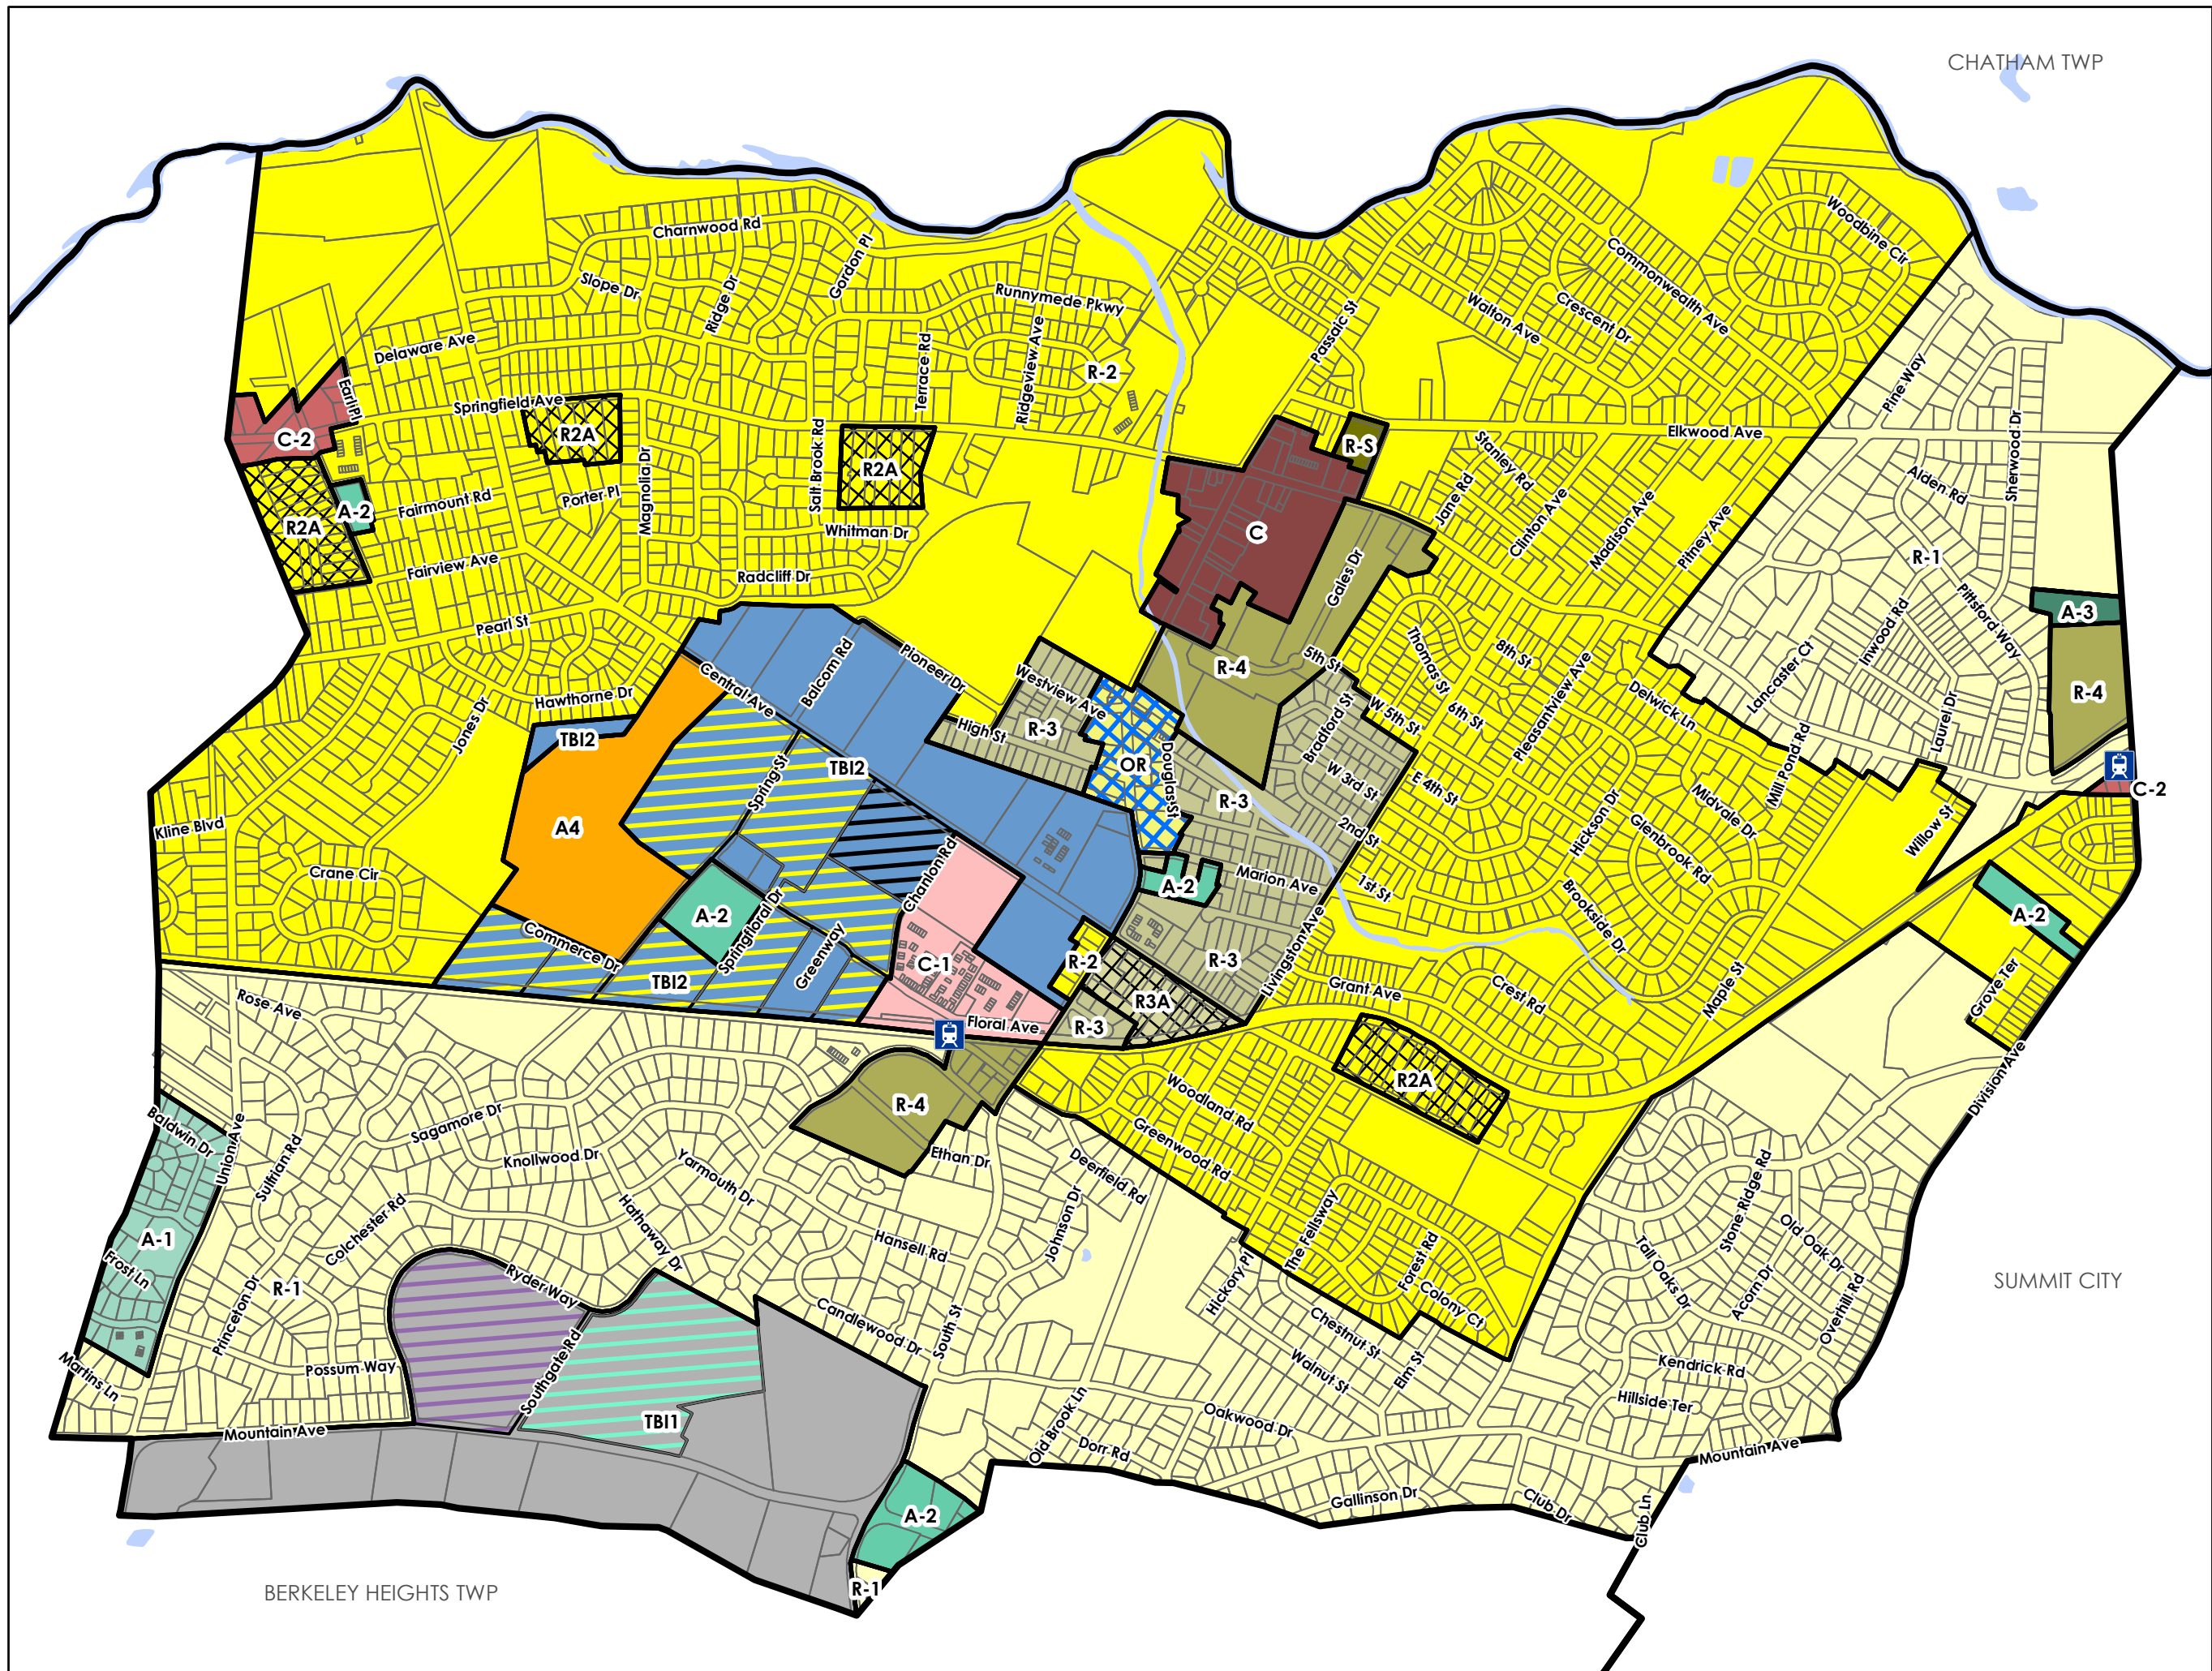 CHATHAM TWP
Woodbine Cir
Charnwood Rd
Commonwealth Ave
Gordon Pl
Slope Dr
Ridge Dr
Runnymede Pkwy
Walton Ave
Crescent Dr
Passaic St
Delaware Ave
Terrace Rd
Ridgeview Ave
R-2
Pine Way
Earl Pl
Springfield Ave
R2A
C-2
Salt Brook Rd
R2A
R-S
Elkwood Ave
Stanley Rd
Sherwood Dr
Alden Rd
Jane Rd
Magnolia Dr
Porter Pl
Fairmount Rd
A-2
R2A
Whitman Dr
C
Clinton Ave
Madison Ave
Pitney Ave
R-1
Fairview Ave
Radcliff Dr
Gales Dr
Pittsford Way
A-3
Inwood Rd
Pearl St
Thomas St
8th St
Pleasantview Ave
Lancaster Ct
Pioneer Dr
Balcom Rd
Central Ave
R-4
5th St
Hawthorne Dr
Westview Ave
Delwick Ln
R-4
Jones Dr
TBI2
High St
R-3
Bradford St
W 5th St
6th St
Laurel Dr
Mill Pond Rd
OR
Douglas St
TBI2
Spring St
W 3rd St
E 4th St
C-2
R-3
Midvale Dr
Kline Blvd
A4
2nd St
Hickson Dr
Glenbrook Rd
Willow St
Crane Cir
Chanlon Rd
A-2
Marion Ave
1st St
A-2
Springfloral Dr
Brookside Dr
A-2
Commerce Dr
TBI2
Greenway
C-1
R-2
R-3
Livingston Ave
Grant Ave
Crest Rd
Maple St
Grove Ter
Rose Ave
Floral Ave
R3A
R-3
R2A
Division Ave
Baldwin Dr
Union Ave
Sagamore Dr
R-4
Woodland Rd
Greenwood Rd
Sulfrian Rd
Knollwood Dr
Yarmouth Dr
Ethan Dr
Deerfield Rd
Colchester Rd
Hathaway Dr
Hansell Rd
Johnson Dr
The Fellsway
Forest Rd
Stone Ridge Rd
Old Oak Dr
A-1
Frost Ln
Princeton Dr
R-1
Ryder Way
Hickory Pl
Colony Ct
Tall Oaks Dr
Acorn Dr
Overhill Rd
SUMMIT CITY
Candlewood Dr
South St
Chestnut St
Walnut St
Elm St
Kendrick Rd
Martins Ln
Possum Way
Southgate Rd
Hillside Ter
Mountain Ave
TBI1
Old Brook Ln
Oakwood Dr
Dorr Rd
Mountain Ave
Gallinson Dr
Club Dr
Club Ln
A-2
BERKELEY HEIGHTS TWP
R-1